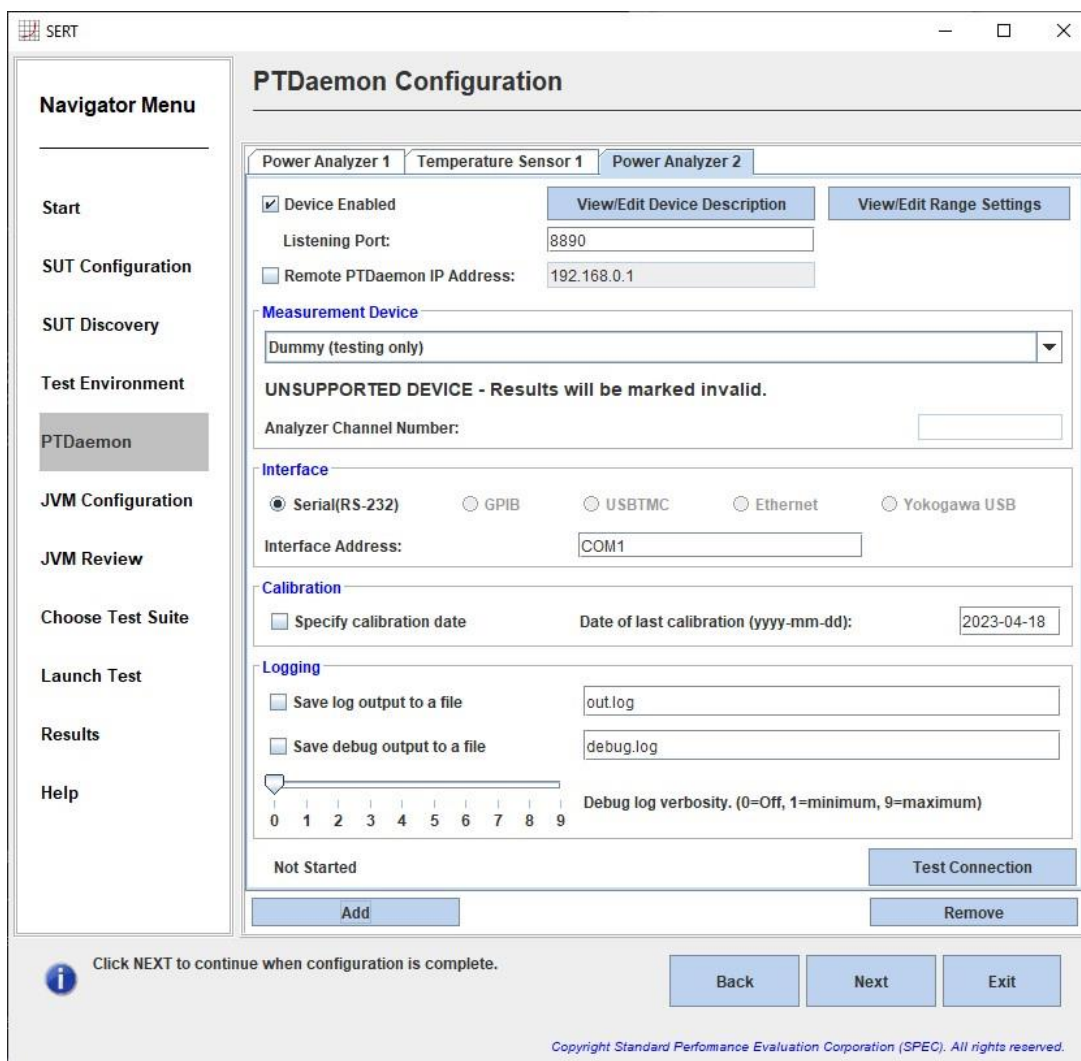 SERT
Navigator Menu
Start
SUT Configuration
SUT Discovery
Test Environment
PTDaemon
JVM Configuration
JVM Review
Choose Test Suite
Launch Test
Results
Help
PTDaemon Configuration
Power Analyzer 1 Temperature Sensor 1 Power Analyzer 2
Device Enabled View/Edit Device Description View/Edit Range Settings
Listening Port: 8890
Remote PTDaemon IP Address: 192.168.0.1
Measurement Device
Dummy (testing only)
UNSUPPORTED DEVICE - Results will be marked invalid.
Analyzer Channel Number:
Interface
Serial(RS-232) GPIB USBTMC Ethernet Yokogawa USB
Interface Address: COM1
Calibration
Specify calibration date Date of last calibration (yyyy-mm-dd): 2023-04-18
Logging
Save log output to a file out.log
Save debug output to a file debug.log
0 1 2 3 4 5 6 7 8 9 Debug log verbosity. (0=Off, 1=minimum, 9=maximum)
Not Started Test Connection
Add Remove
i Click NEXT to continue when configuration is complete.
Back Next Exit
Copyright Standard Performance Evaluation Corporation (SPEC). All rights reserved.